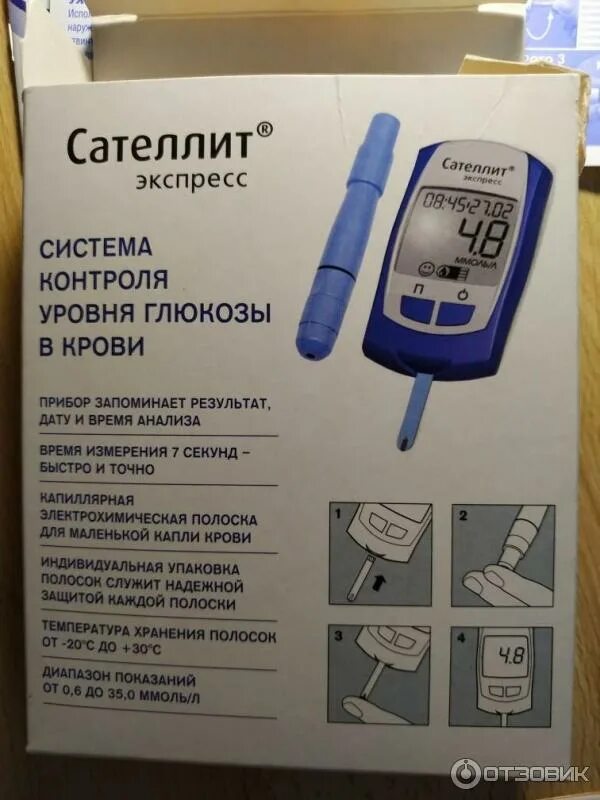 Сателлит®
экспресс
СИСТЕМА
КОНТРОЛЯ
УРОВНЯ ГЛЮКОЗЫ
В КРОВИ
ПРИБОР ЗАПОМИНАЕТ РЕЗУЛЬТАТ,
ДАТУ И ВРЕМЯ АНАЛИЗА
ВРЕМЯ ИЗМЕРЕНИЯ 7 СЕКУНД –
БЫСТРО И ТОЧНО
КАПИЛЛЯРНАЯ
ЭЛЕКТРОХИМИЧЕСКАЯ ПОЛОСКА
ДЛЯ МАЛЕНЬКОЙ КАПЛИ КРОВИ
ИНДИВИДУАЛЬНАЯ УПАКОВКА
ПОЛОСОК СЛУЖИТ НАДЕЖНОЙ
ЗАЩИТОЙ КАЖДОЙ ПОЛОСКИ
ТЕМПЕРАТУРА ХРАНЕНИЯ ПОЛОСОК
ОТ -20°С ДО +30°С
ДИАПАЗОН ПОКАЗАНИЙ
ОТ 0,6 ДО 35,0 ММОЛЬ/Л
Сателлит®
экспресс
08:45:27.02
4.8
ММОЛЬ/Л
П
1
2
3
4
4.8
ОТЗОВИК